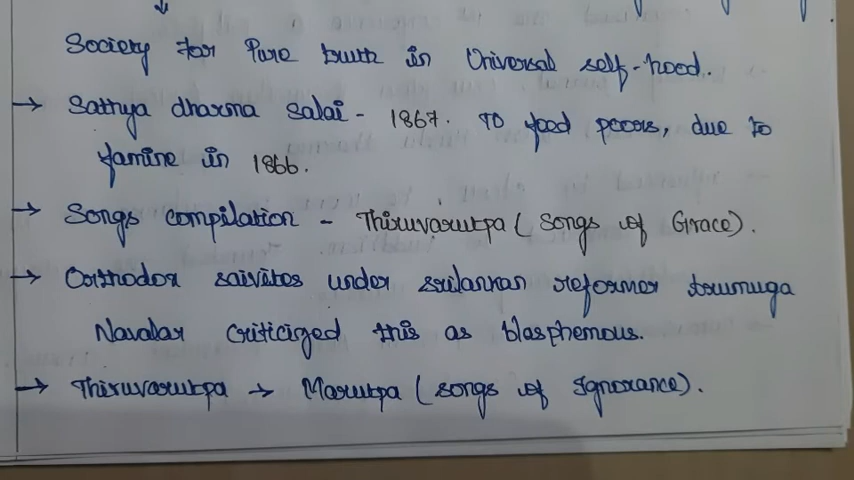 Society for Pure truth in Universal self-hood.
→ Sathya dharma Salai - 1867. To food poors, due to
famine in 1866.
→ Songs compilation - Thiruvarutpa (Songs of Grace).
→ Orthodox saivites under srilankan reformer Arumuga
Navalar Criticized this as blasphemous.
→ Thiruvarutpa → Marutpa (songs of Ignorance).